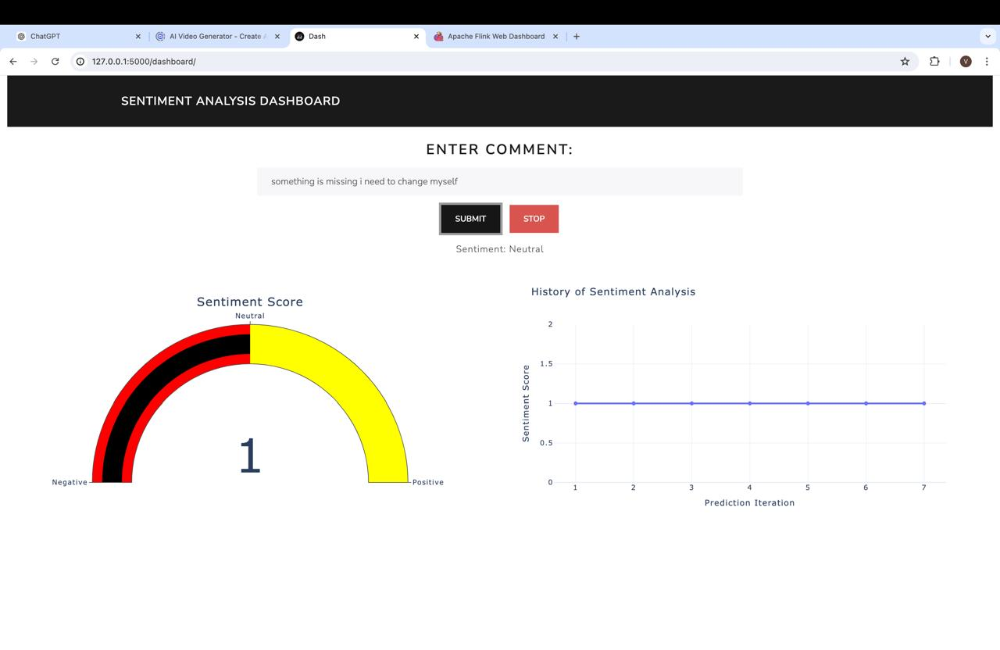 ChatGPT
AI Video Generator - Create
Dash
Apache Flink Web Dashboard
127.0.0.1:5000/dashboard/
V
SENTIMENT ANALYSIS DASHBOARD
ENTER COMMENT:
something is missing i need to change myself
SUBMIT STOP
Sentiment: Neutral
Sentiment Score
Neutral
Negative
1
Positive
History of Sentiment Analysis
Sentiment Score
2
1.5
1
0.5
0
1 2 3 4 5 6 7
Prediction Iteration